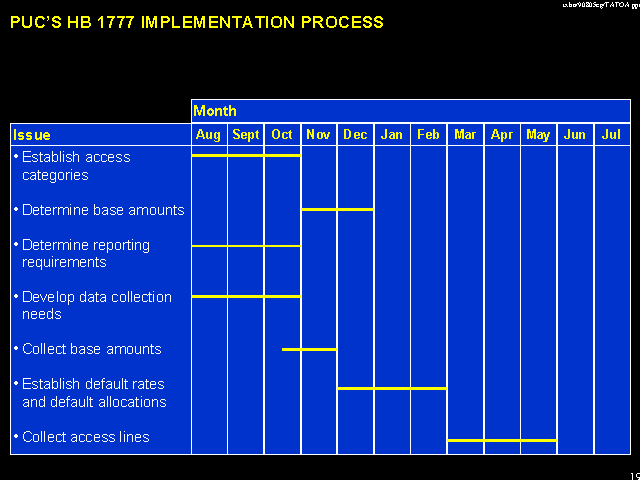 PUC’S HB 1777 IMPLEMENTATION PROCESS
Month
Issue Aug Sept Oct Nov Dec Jan Feb Mar Apr May Jun Jul
• Establish access
categories
• Determine base amounts
• Determine reporting
requirements
• Develop data collection
needs
• Collect base amounts
• Establish default rates
and default allocations
• Collect access lines
19